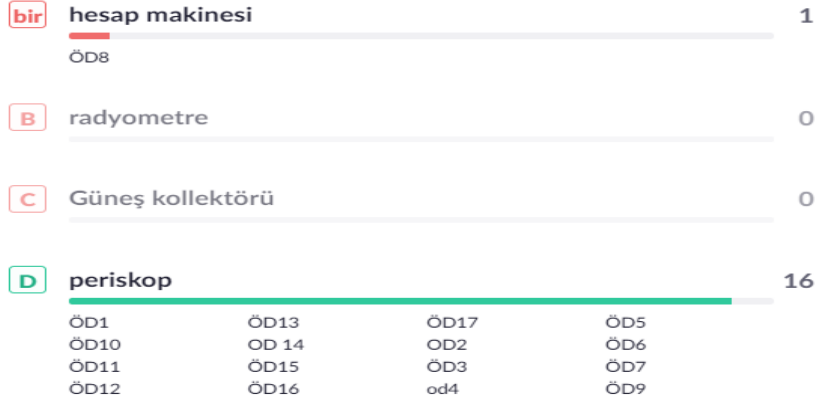 bir hesap makinesi 1
ÖD8
B radyometre 0
C Güneş kollektörü 0
D periskop 16
ÖD1 ÖD13 ÖD17 ÖD5
ÖD10 OD 14 OD2 ÖD6
ÖD11 ÖD15 ÖD3 ÖD7
ÖD12 ÖD16 od4 ÖD9